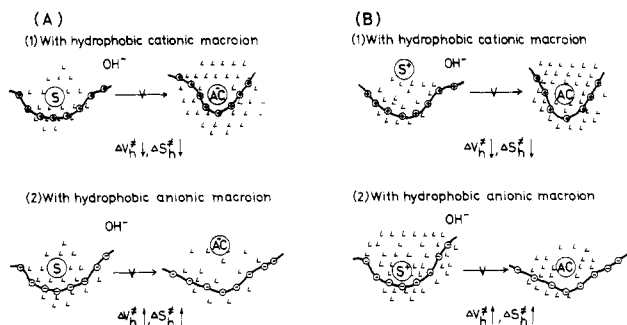 (A)
(1) With hydrophobic cationic macroion
OH⁻
S
AC⁻
ΔV≠h↓, ΔS≠h↓
(2) With hydrophobic anionic macroion
OH⁻
S
AC⁻
ΔV≠h↑, ΔS≠h↑
(B)
(1) With hydrophobic cationic macroion
S⁺ OH⁻
AC
ΔV≠h↓, ΔS≠h↓
(2) With hydrophobic anionic macroion
OH⁻
S⁺
AC
ΔV≠h↑, ΔS≠h↑